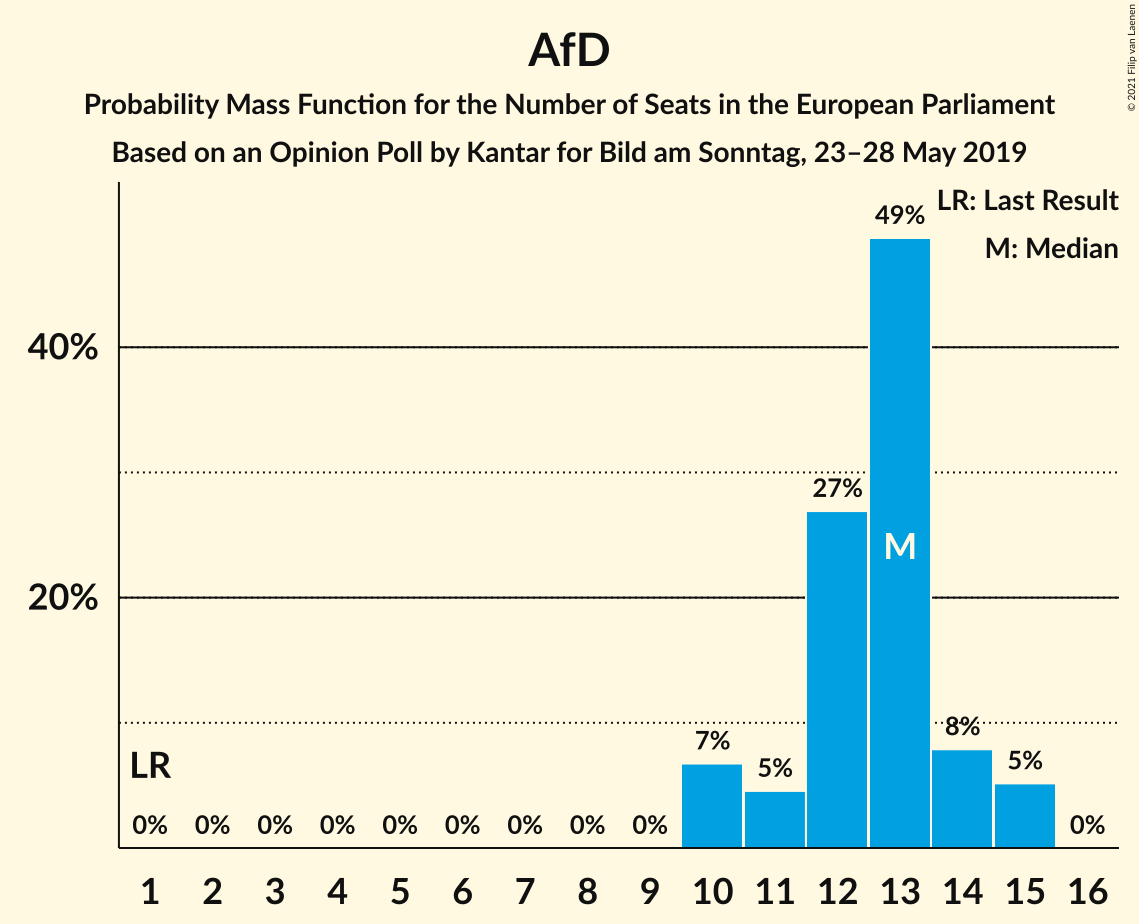 AfD
Probability Mass Function for the Number of Seats in the European Parliament
Based on an Opinion Poll by Kantar for Bild am Sonntag, 23–28 May 2019
© 2021 Filip van Laenen
LR: Last Result
M: Median
49%
40%
27%
M
20%
8%
7%
5%
5%
LR
0% 0% 0% 0% 0% 0% 0% 0% 0% 0%
1 2 3 4 5 6 7 8 9 10 11 12 13 14 15 16